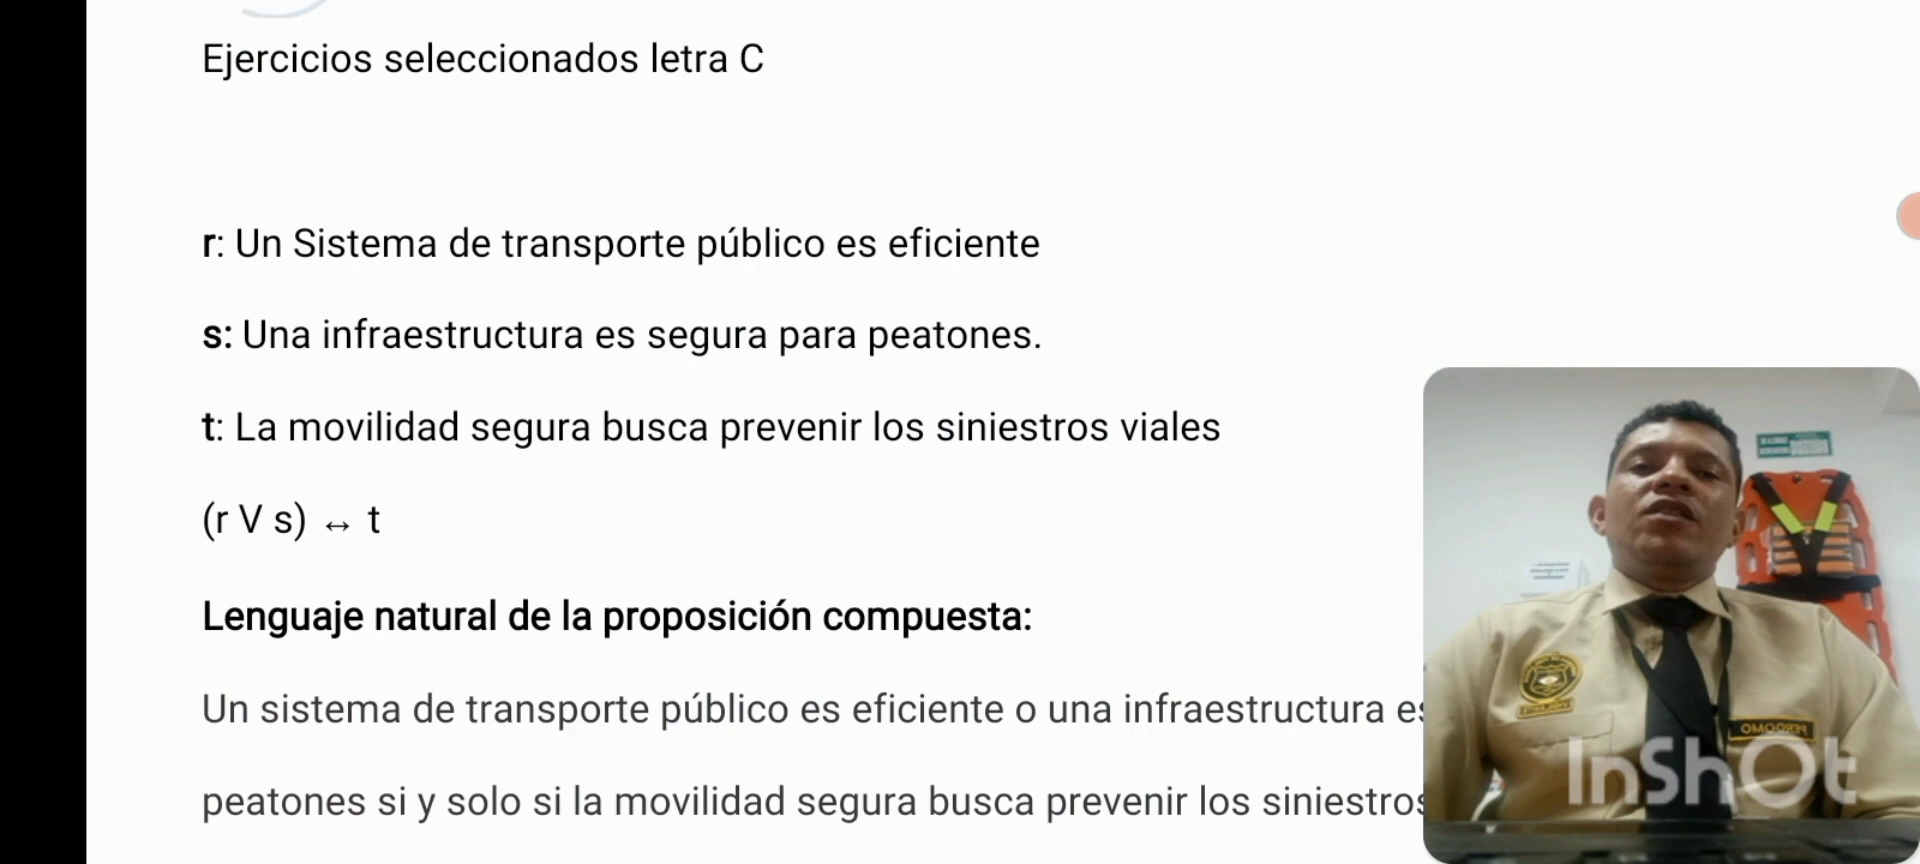 Ejercicios seleccionados letra C
r: Un Sistema de transporte público es eficiente
s: Una infraestructura es segura para peatones.
t: La movilidad segura busca prevenir los siniestros viales
(r V s) ↔ t
Lenguaje natural de la proposición compuesta:
Un sistema de transporte público es eficiente o una infraestructura es
peatones si y solo si la movilidad segura busca prevenir los siniestros
InShOt